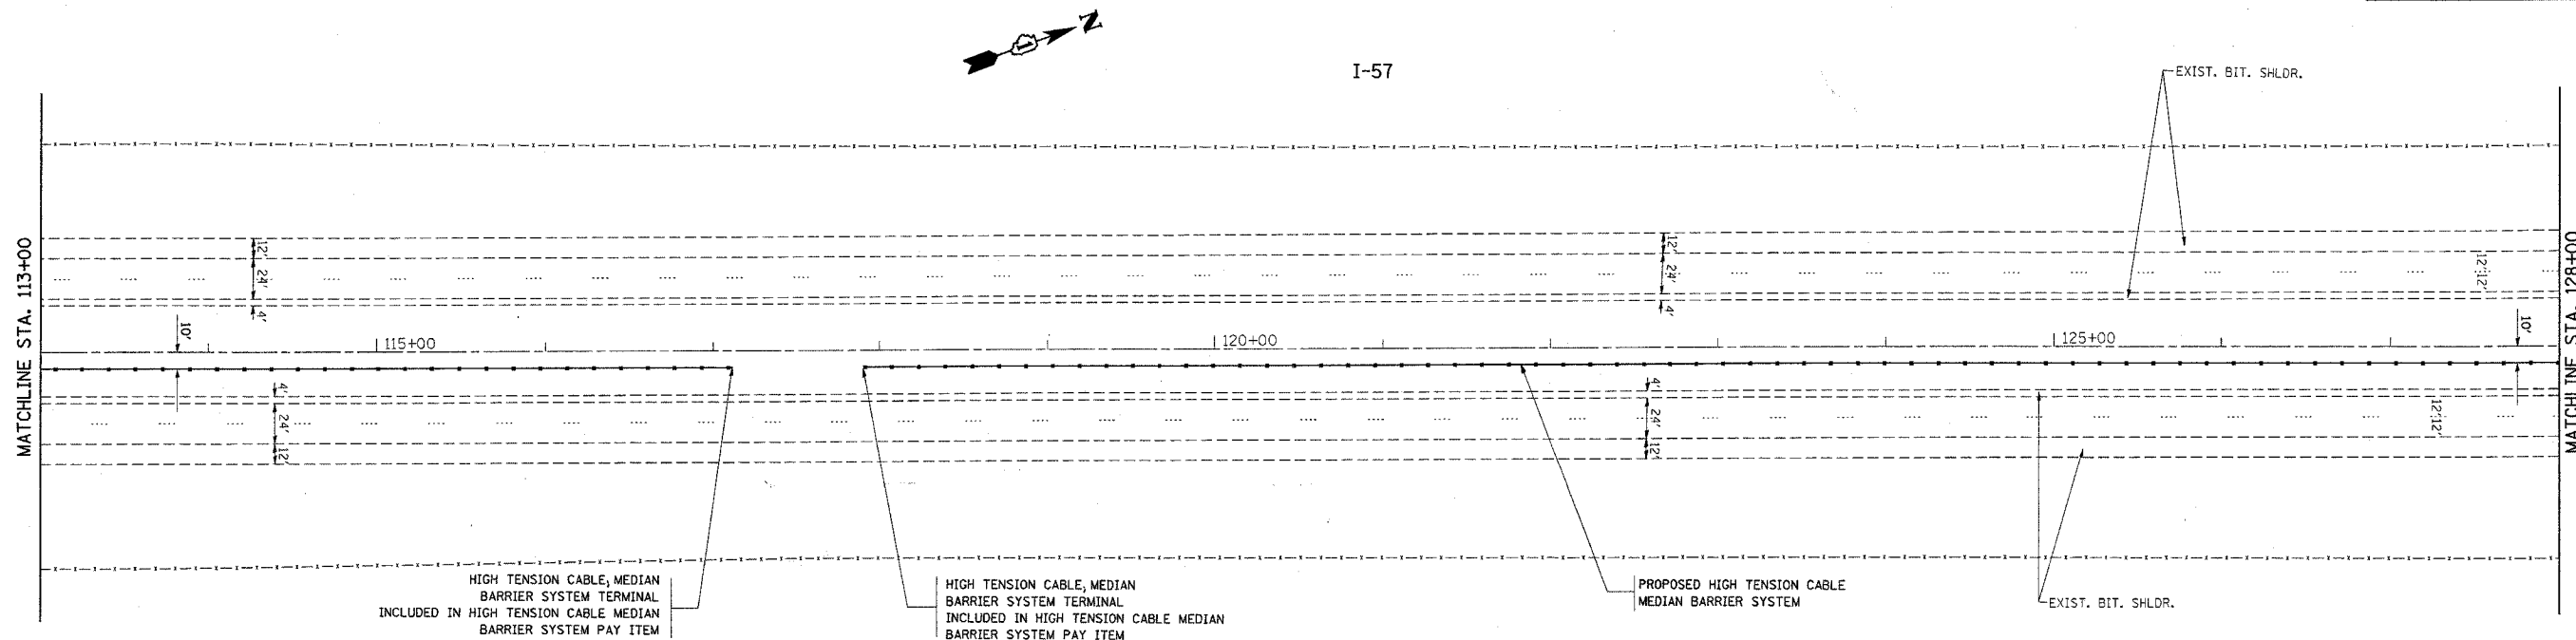 N
1
I-57
EXIST. BIT. SHLDR.
MATCHLINE STA. 113+00
MATCHLINE STA. 128+00
12'
24'
4'
12'
24'
4'
12' 12'
10'
115+00
120+00
125+00
10'
4'
24'
12'
4'
24'
12'
12' 12'
HIGH TENSION CABLE, MEDIAN
BARRIER SYSTEM TERMINAL
INCLUDED IN HIGH TENSION CABLE MEDIAN
BARRIER SYSTEM PAY ITEM
HIGH TENSION CABLE, MEDIAN
BARRIER SYSTEM TERMINAL
INCLUDED IN HIGH TENSION CABLE MEDIAN
BARRIER SYSTEM PAY ITEM
PROPOSED HIGH TENSION CABLE
MEDIAN BARRIER SYSTEM
EXIST. BIT. SHLDR.